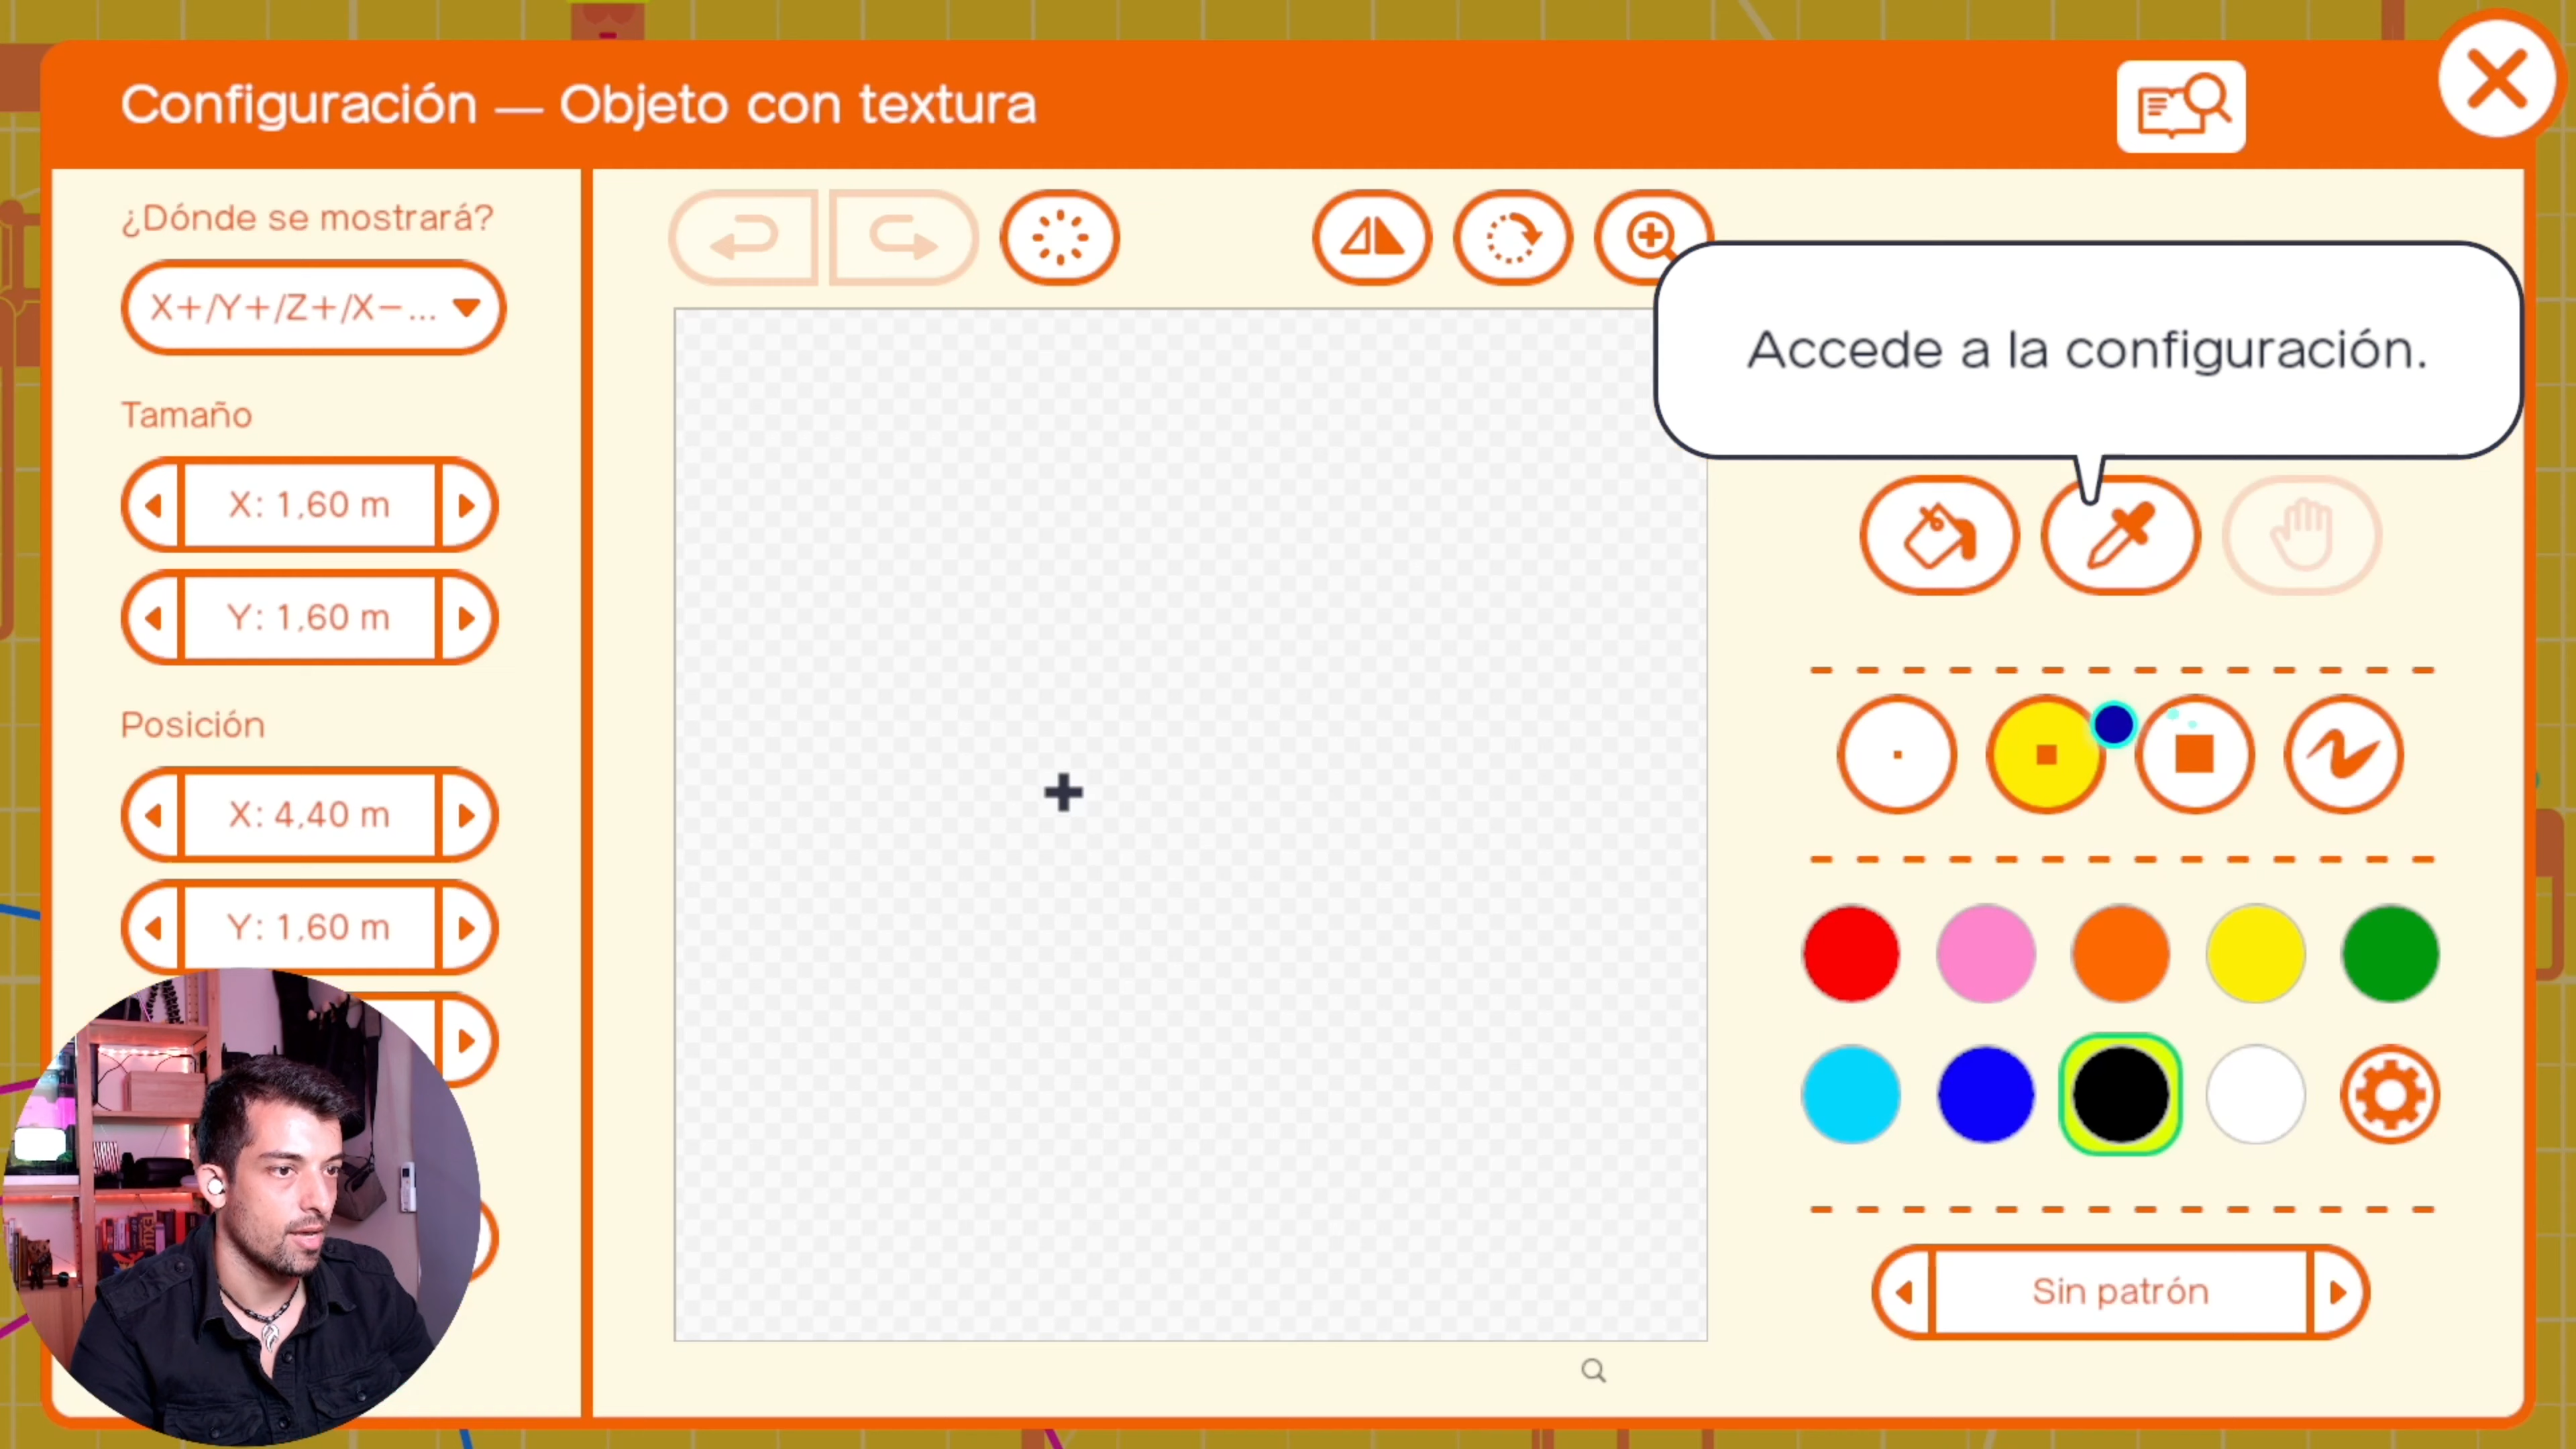 Configuración — Objeto con textura
¿Dónde se mostrará?
X+/Y+/Z+/X−...
Tamaño
X: 1,60 m
Y: 1,60 m
Posición
X: 4,40 m
Y: 1,60 m
Accede a la configuración.
Sin patrón